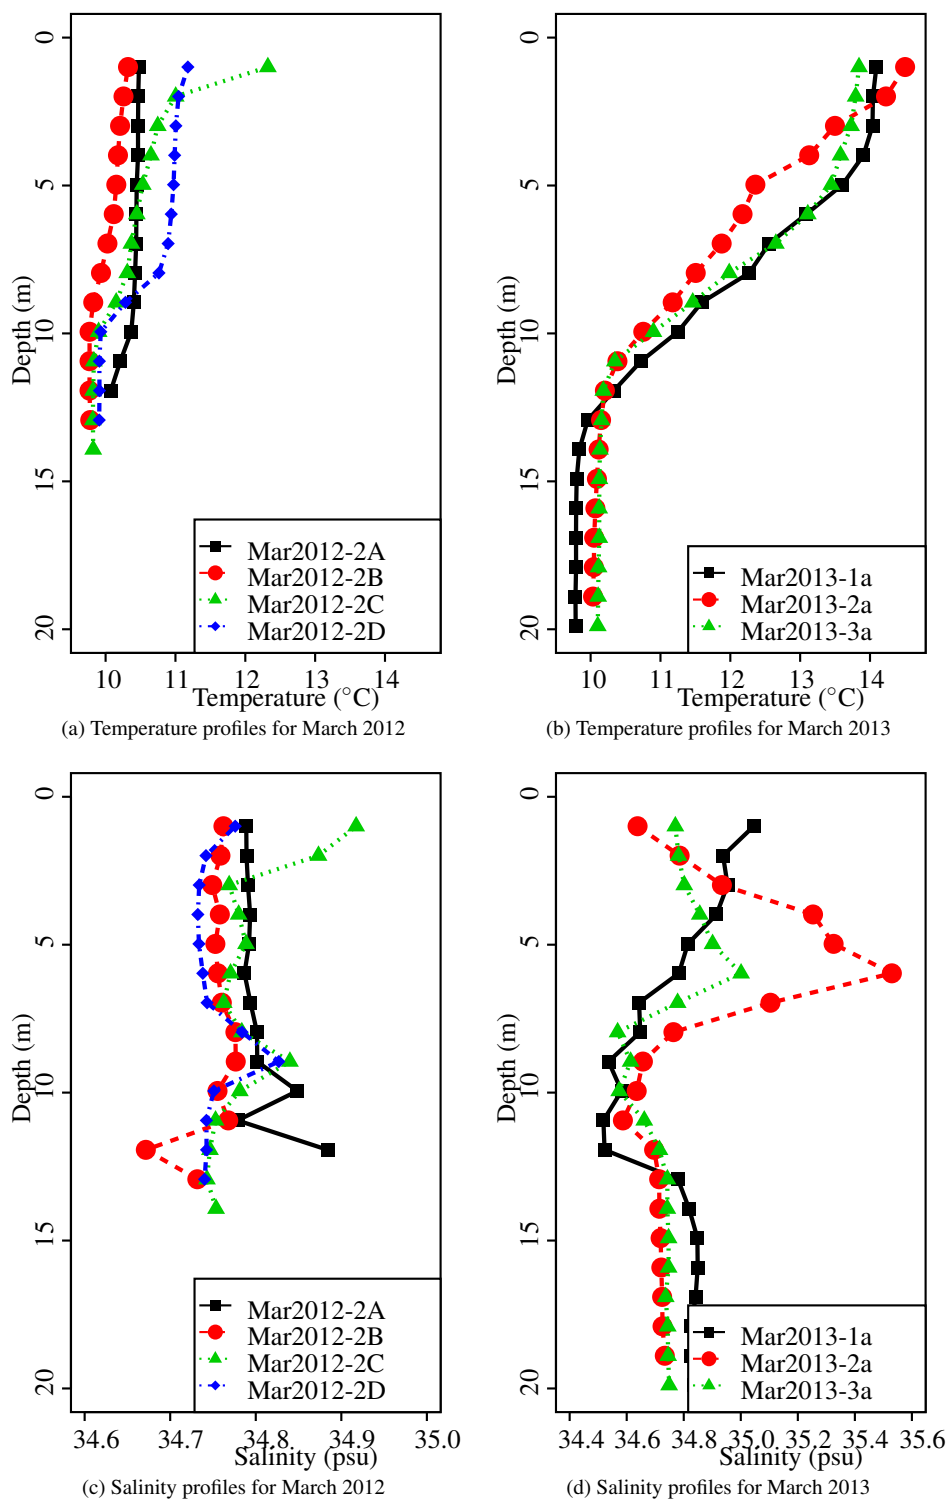 0
5
10
15
20
Depth (m)
Mar2012-2A
Mar2012-2B
Mar2012-2C
Mar2012-2D
10 11 12 13 14
Temperature (°C)
(a) Temperature profiles for March 2012
0
5
10
15
20
Depth (m)
Mar2013-1a
Mar2013-2a
Mar2013-3a
10 11 12 13 14
Temperature (°C)
(b) Temperature profiles for March 2013
0
5
10
15
20
Depth (m)
Mar2012-2A
Mar2012-2B
Mar2012-2C
Mar2012-2D
34.6 34.7 34.8 34.9 35.0
Salinity (psu)
(c) Salinity profiles for March 2012
0
5
10
15
20
Depth (m)
Mar2013-1a
Mar2013-2a
Mar2013-3a
34.4 34.6 34.8 35.0 35.2 35.4 35.6
Salinity (psu)
(d) Salinity profiles for March 2013